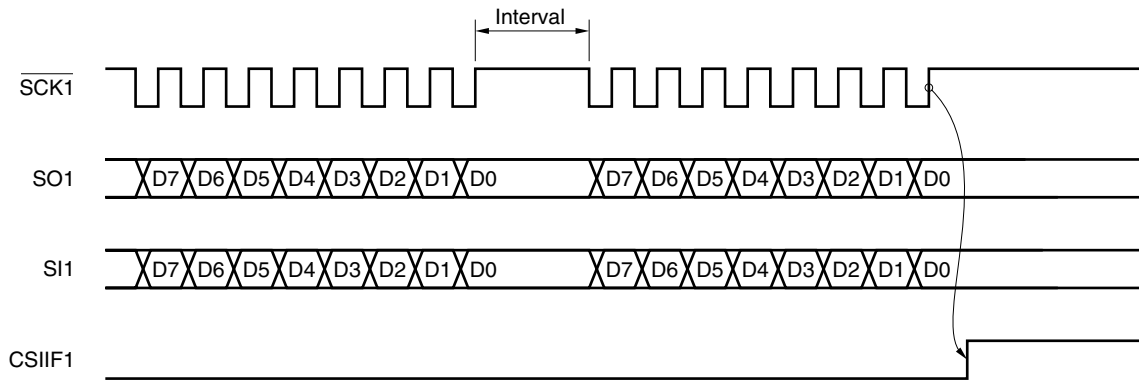 Interval
SCK1
SO1 D7 D6 D5 D4 D3 D2 D1 D0 D7 D6 D5 D4 D3 D2 D1 D0
SI1 D7 D6 D5 D4 D3 D2 D1 D0 D7 D6 D5 D4 D3 D2 D1 D0
CSIIF1